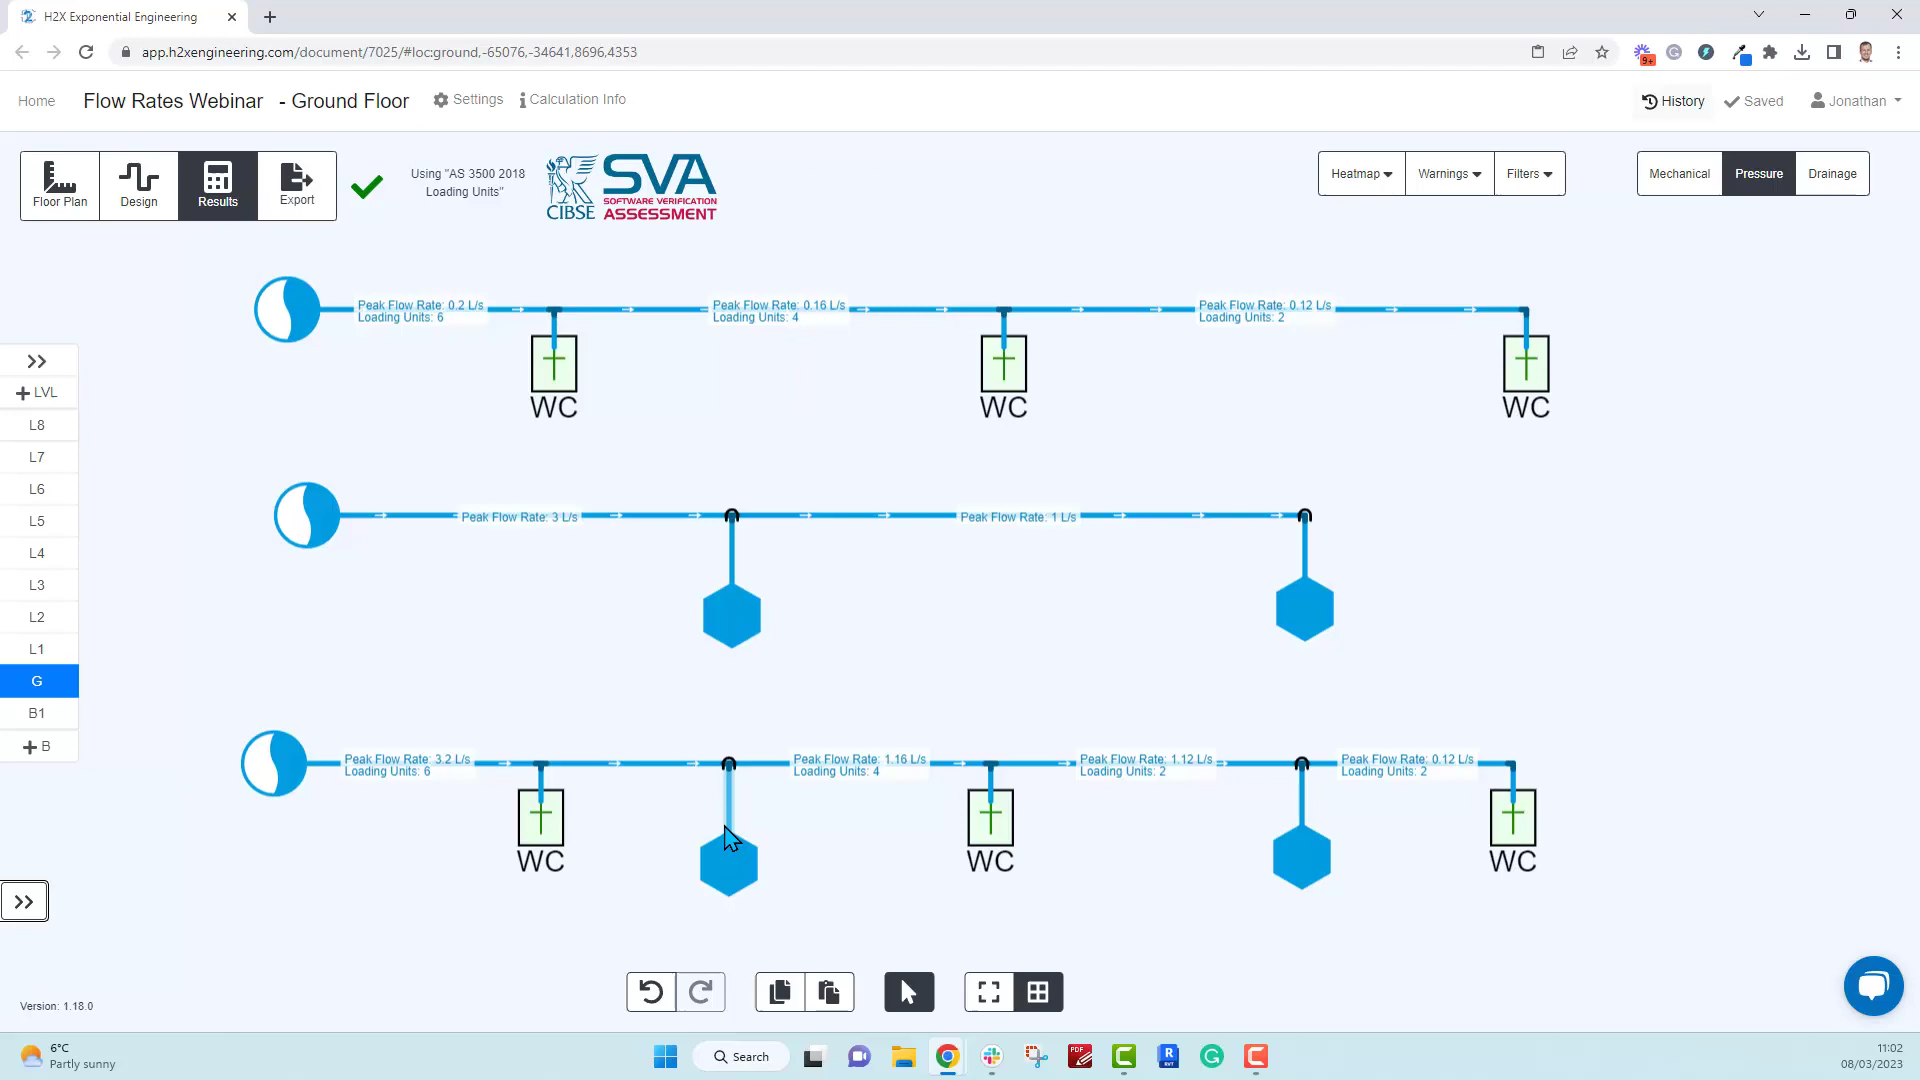 H2X Exponential Engineering
app.h2xengineering.com/document/7025/#loc:ground,-65076,-34641,8696,4353
9+
Home
Flow Rates Webinar - Ground Floor
Settings
Calculation Info
History
Saved
Jonathan
Floor Plan
Design
Results
Export
Using "AS 3500 2018
Loading Units"
CIBSE
SVA
SOFTWARE VERIFICATION
ASSESSMENT
Heatmap
Warnings
Filters
Mechanical
Pressure
Drainage
Peak Flow Rate: 0.2 L/s
Loading Units: 6
Peak Flow Rate: 0.16 L/s
Loading Units: 4
Peak Flow Rate: 0.12 L/s
Loading Units: 2
WC
WC
WC
LVL
L8
L7
L6
L5
L4
L3
L2
L1
G
B1
B
Peak Flow Rate: 3 L/s
Peak Flow Rate: 1 L/s
Peak Flow Rate: 3.2 L/s
Loading Units: 6
Peak Flow Rate: 1.16 L/s
Loading Units: 4
Peak Flow Rate: 1.12 L/s
Loading Units: 2
Peak Flow Rate: 0.12 L/s
Loading Units: 2
WC
WC
WC
Version: 1.18.0
6°C
Partly sunny
Search
PDF
R
RVT
11:02
08/03/2023